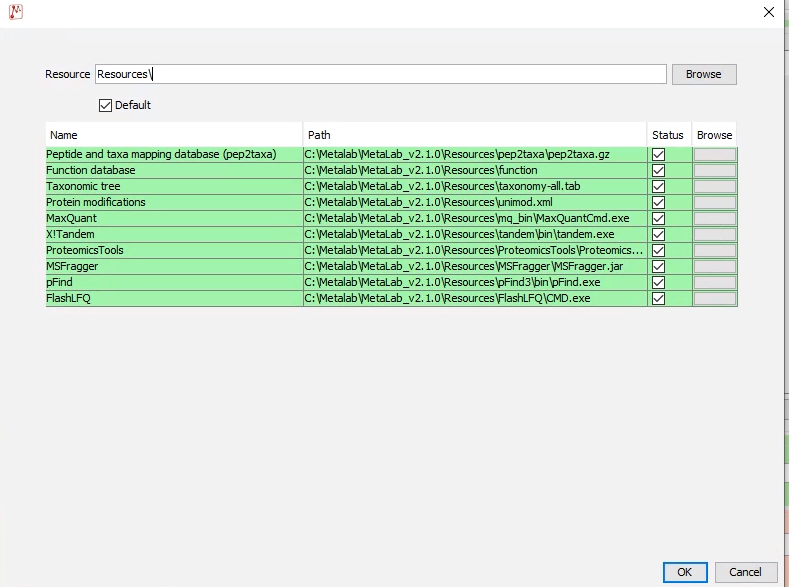 Resource Resources\ Browse
Default
Name Path Status Browse
Peptide and taxa mapping database (pep2taxa) C:\Metalab\MetaLab_v2.1.0\Resources\pep2taxa\pep2taxa.gz
Function database C:\Metalab\MetaLab_v2.1.0\Resources\function
Taxonomic tree C:\Metalab\MetaLab_v2.1.0\Resources\taxonomy-all.tab
Protein modifications C:\Metalab\MetaLab_v2.1.0\Resources\unimod.xml
MaxQuant C:\Metalab\MetaLab_v2.1.0\Resources\mq_bin\MaxQuantCmd.exe
X!Tandem C:\Metalab\MetaLab_v2.1.0\Resources\tandem\bin\tandem.exe
ProteomicsTools C:\Metalab\MetaLab_v2.1.0\Resources\ProteomicsTools\Proteomics...
MSFragger C:\Metalab\MetaLab_v2.1.0\Resources\MSFragger\MSFragger.jar
pFind C:\Metalab\MetaLab_v2.1.0\Resources\pFind3\bin\pFind.exe
FlashLFQ C:\Metalab\MetaLab_v2.1.0\Resources\FlashLFQ\CMD.exe
OK Cancel